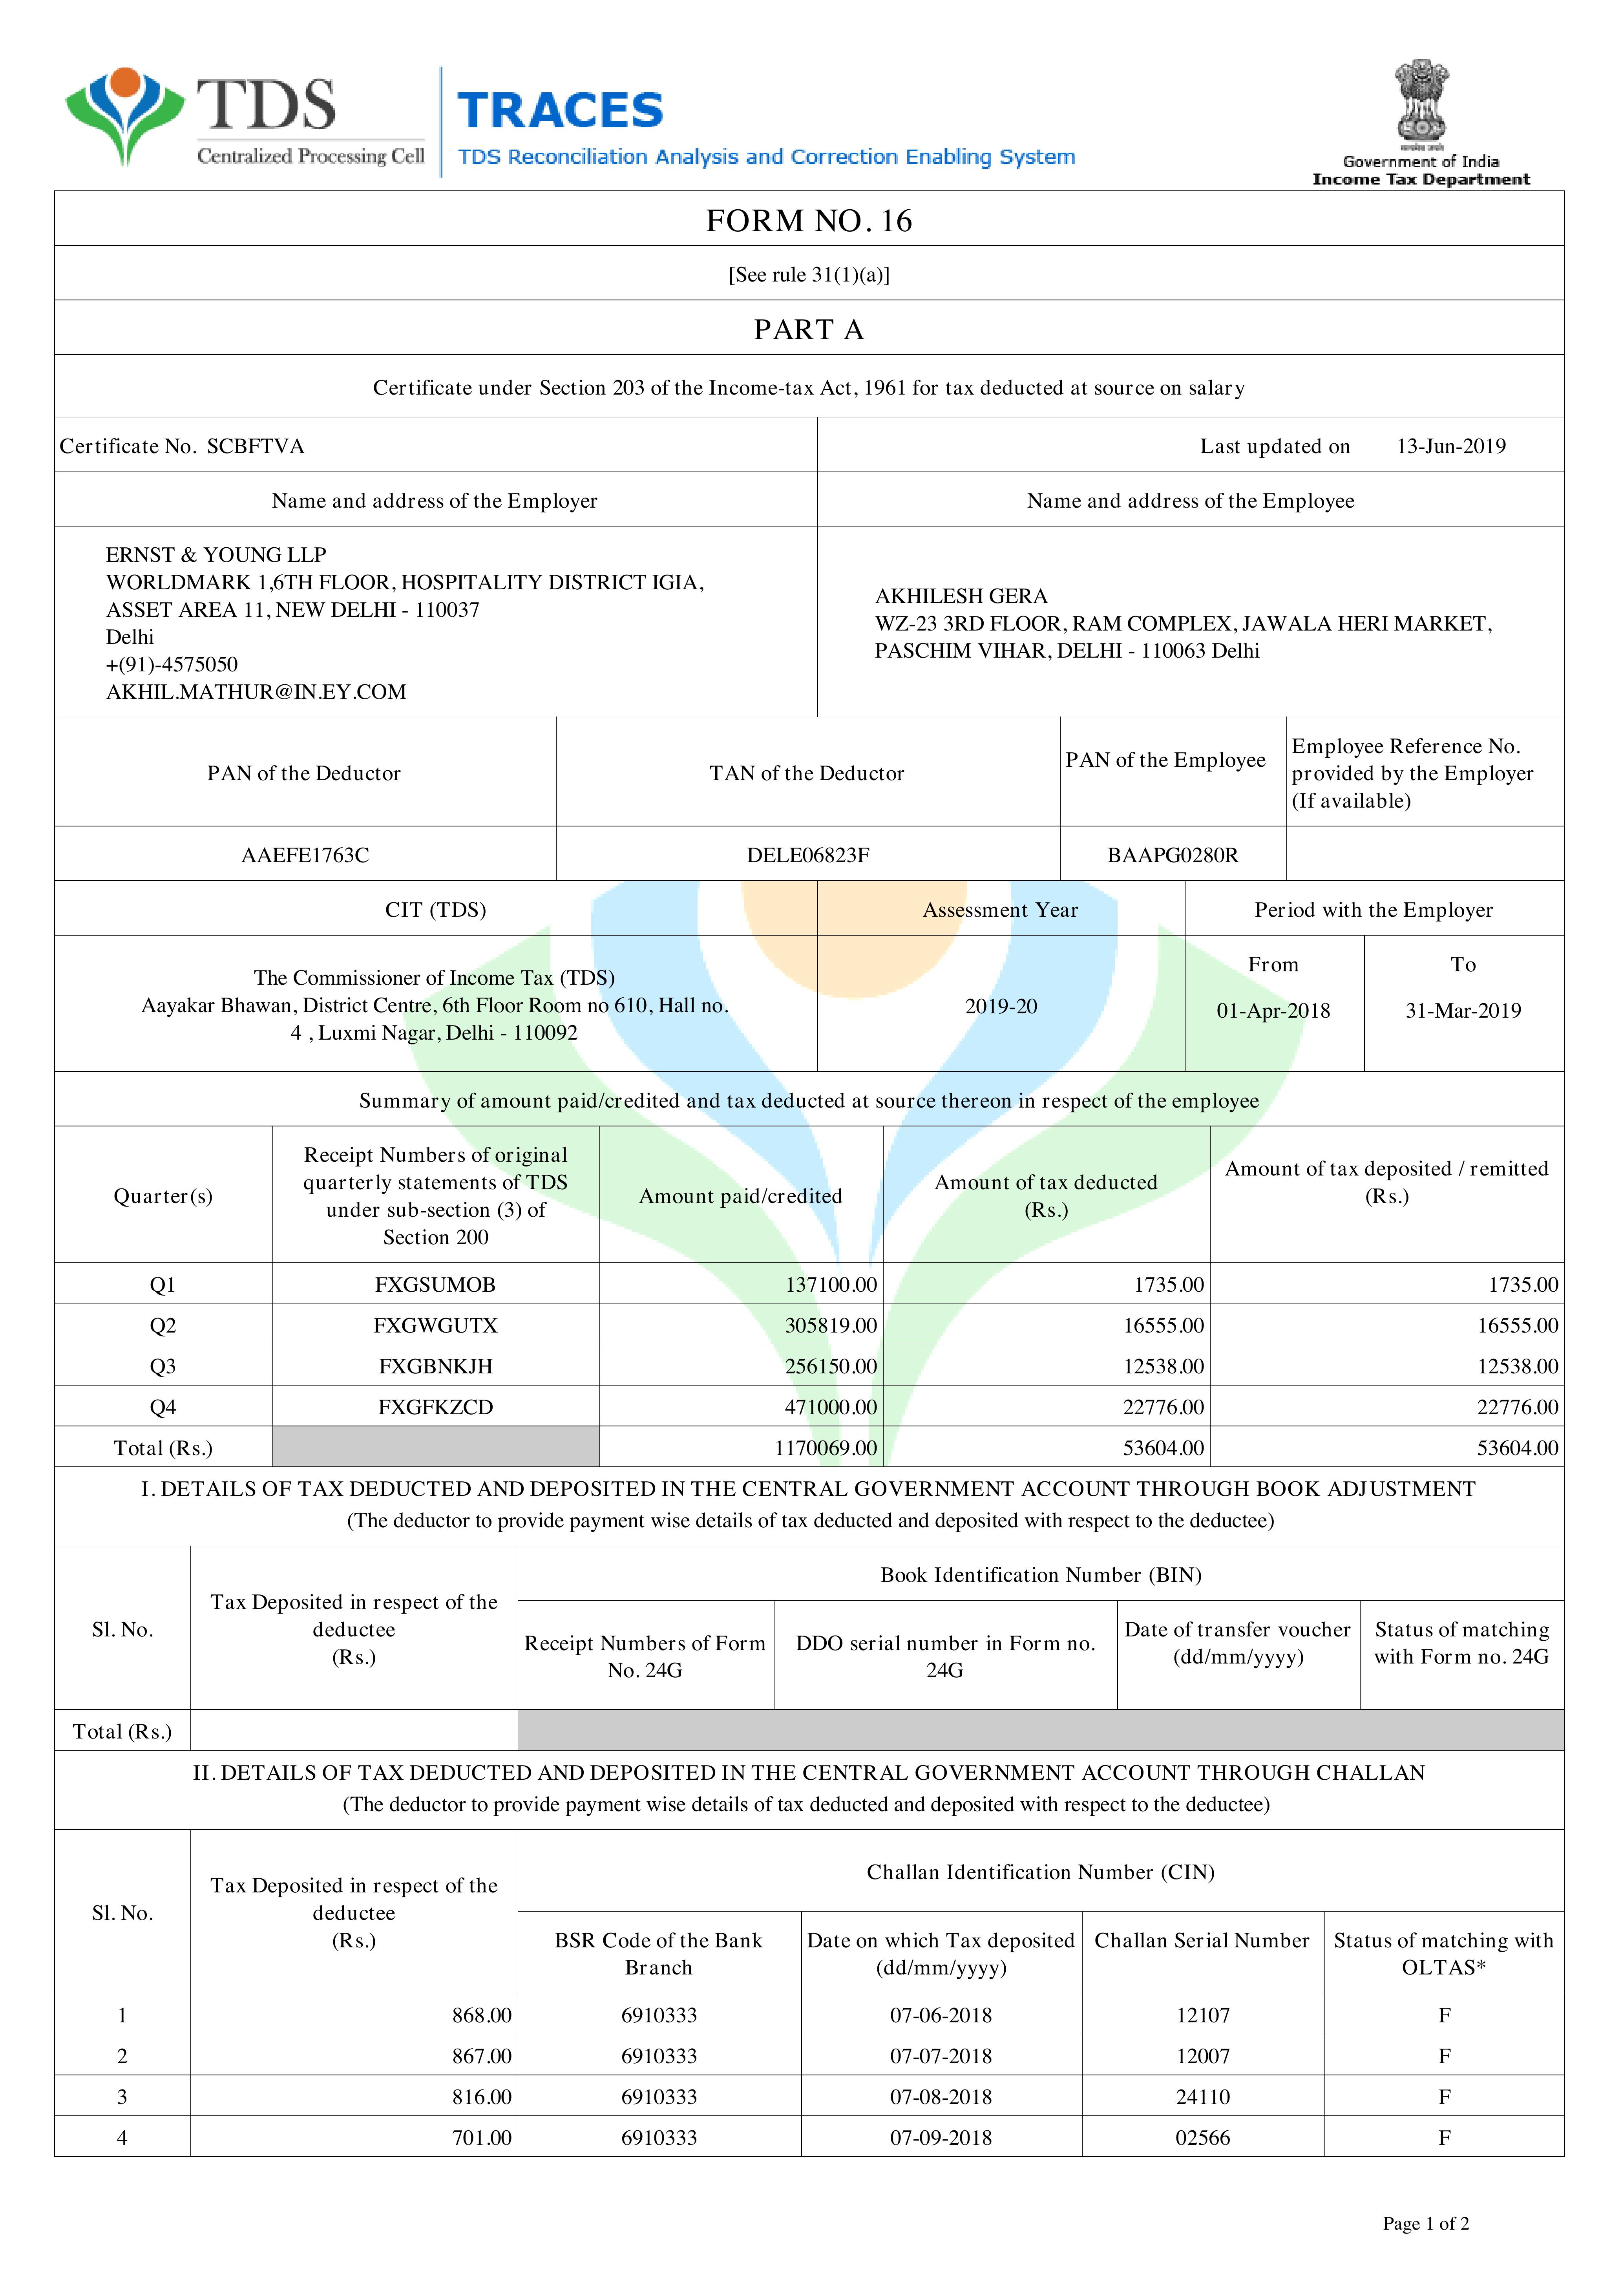 TDS
Centralized Processing Cell
TRACES
TDS Reconciliation Analysis and Correction Enabling System
सत्यमेव जयते
Government of India
Income Tax Department
FORM NO. 16
[See rule 31(1)(a)]
PART A
Certificate under Section 203 of the Income-tax Act, 1961 for tax deducted at source on salary
Certificate No. SCBFTVA Last updated on 13-Jun-2019
Name and address of the Employer Name and address of the Employee
ERNST & YOUNG LLP
WORLDMARK 1,6TH FLOOR, HOSPITALITY DISTRICT IGIA,
ASSET AREA 11, NEW DELHI - 110037
Delhi
+(91)-4575050
AKHIL.MATHUR@IN.EY.COM
AKHILESH GERA
WZ-23 3RD FLOOR, RAM COMPLEX, JAWALA HERI MARKET,
PASCHIM VIHAR, DELHI - 110063 Delhi
PAN of the Deductor
TAN of the Deductor
PAN of the Employee
Employee Reference No.
provided by the Employer
(If available)
AAEFE1763C DELE06823F BAAPG0280R
CIT (TDS) Assessment Year Period with the Employer
The Commissioner of Income Tax (TDS)
Aayakar Bhawan, District Centre, 6th Floor Room no 610, Hall no.
4 , Luxmi Nagar, Delhi - 110092
2019-20
From To
01-Apr-2018 31-Mar-2019
Summary of amount paid/credited and tax deducted at source thereon in respect of the employee
Quarter(s)
Receipt Numbers of original
quarterly statements of TDS
under sub-section (3) of
Section 200
Amount paid/credited
Amount of tax deducted
(Rs.)
Amount of tax deposited / remitted
(Rs.)
Q1 FXGSUMOB 137100.00 1735.00 1735.00
Q2 FXGWGUTX 305819.00 16555.00 16555.00
Q3 FXGBNKJH 256150.00 12538.00 12538.00
Q4 FXGFKZCD 471000.00 22776.00 22776.00
Total (Rs.) 1170069.00 53604.00 53604.00
I. DETAILS OF TAX DEDUCTED AND DEPOSITED IN THE CENTRAL GOVERNMENT ACCOUNT THROUGH BOOK ADJUSTMENT
(The deductor to provide payment wise details of tax deducted and deposited with respect to the deductee)
Sl. No.
Tax Deposited in respect of the
deductee
(Rs.)
Book Identification Number (BIN)
Receipt Numbers of Form
No. 24G
DDO serial number in Form no.
24G
Date of transfer voucher
(dd/mm/yyyy)
Status of matching
with Form no. 24G
Total (Rs.)
II. DETAILS OF TAX DEDUCTED AND DEPOSITED IN THE CENTRAL GOVERNMENT ACCOUNT THROUGH CHALLAN
(The deductor to provide payment wise details of tax deducted and deposited with respect to the deductee)
Sl. No.
Tax Deposited in respect of the
deductee
(Rs.)
Challan Identification Number (CIN)
BSR Code of the Bank
Branch
Date on which Tax deposited
(dd/mm/yyyy)
Challan Serial Number
Status of matching with
OLTAS*
1 868.00 6910333 07-06-2018 12107 F
2 867.00 6910333 07-07-2018 12007 F
3 816.00 6910333 07-08-2018 24110 F
4 701.00 6910333 07-09-2018 02566 F
Page 1 of 2